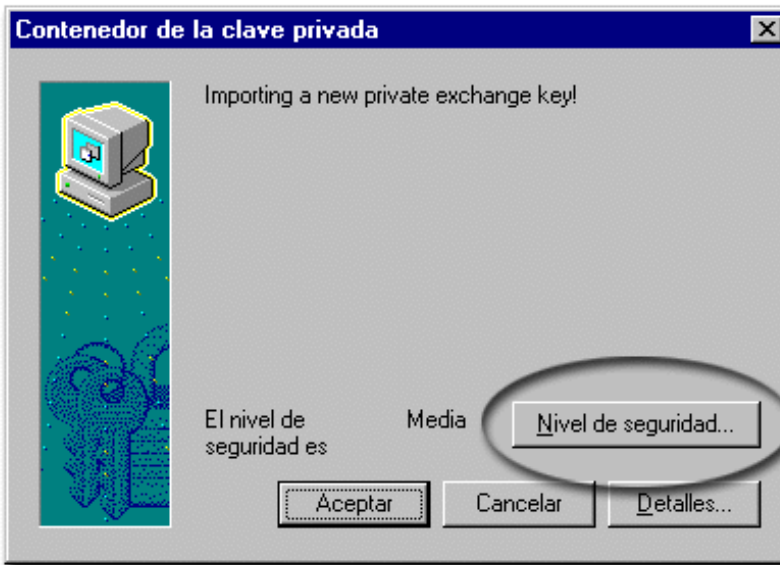 Contenedor de la clave privada
Importing a new private exchange key!
El nivel de seguridad es
Media
Nivel de seguridad...
Aceptar
Cancelar
Detalles...